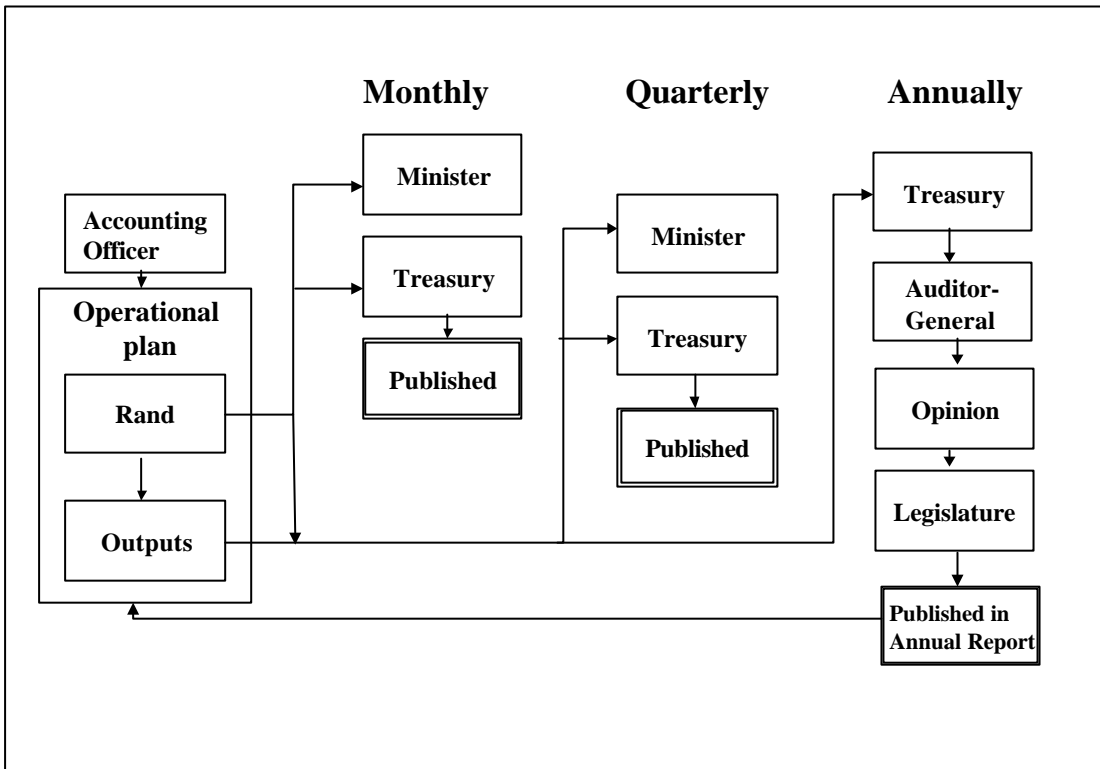 Monthly
Quarterly
Annually
Minister
Treasury
Accounting
Officer
Minister
Treasury
Auditor-
General
Operational
plan
Treasury
Published
Rand
Opinion
Published
Outputs
Legislature
Published in
Annual Report